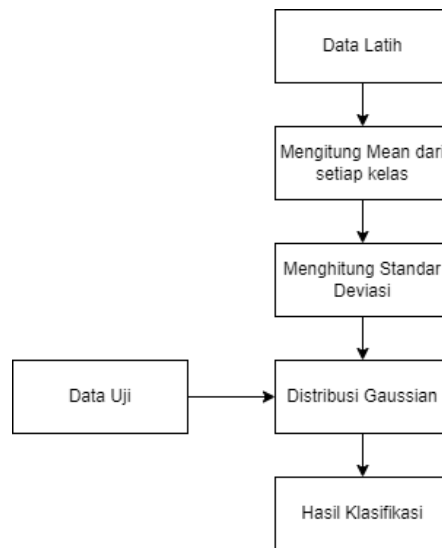 Data Latih
Mengitung Mean dari
setiap kelas
Menghitung Standar
Deviasi
Data Uji
Distribusi Gaussian
Hasil Klasifikasi